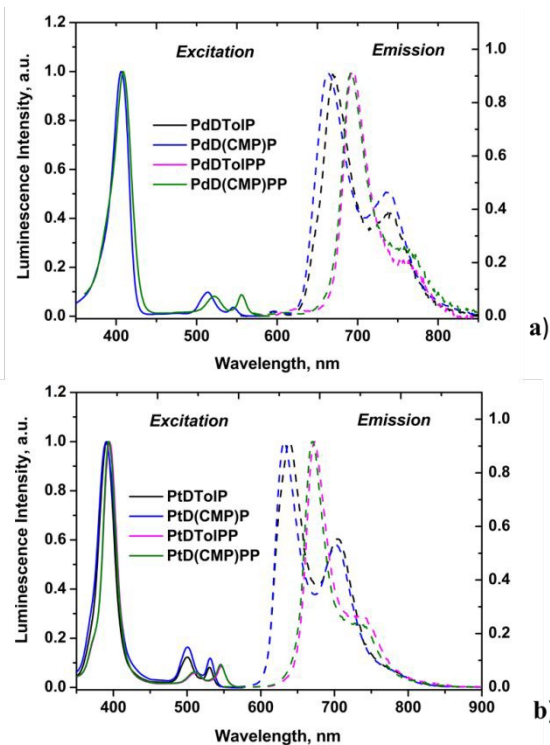 Excitation
Emission
PdDTolP
PdD(CMP)P
PdDTolPP
PdD(CMP)PP
Luminescence Intensity, a.u.
1.2
1.0
0.8
0.6
0.4
0.2
0.0
0.9
0.8
0.6
0.5
0.3
0.2
0.0
400
500
600
700
800
Wavelength, nm
a)
Excitation
Emission
PtDTolP
PtD(CMP)P
PtDTolPP
PtD(CMP)PP
Luminescence Intensity, a.u.
1.2
1.0
0.8
0.6
0.4
0.2
0.0
1.0
0.8
0.6
0.4
0.2
0.0
400
500
600
700
800
900
Wavelength, nm
b)